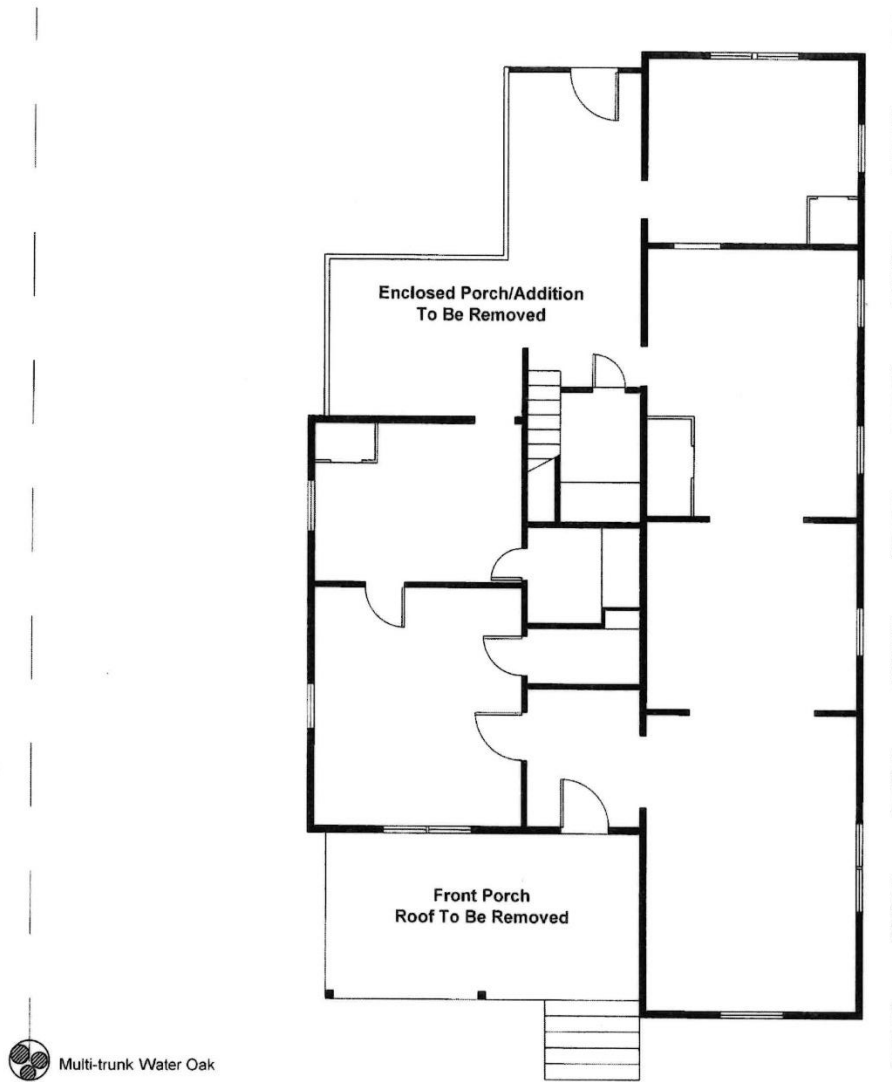 Enclosed Porch/Addition
To Be Removed
Front Porch
Roof To Be Removed
Multi-trunk Water Oak